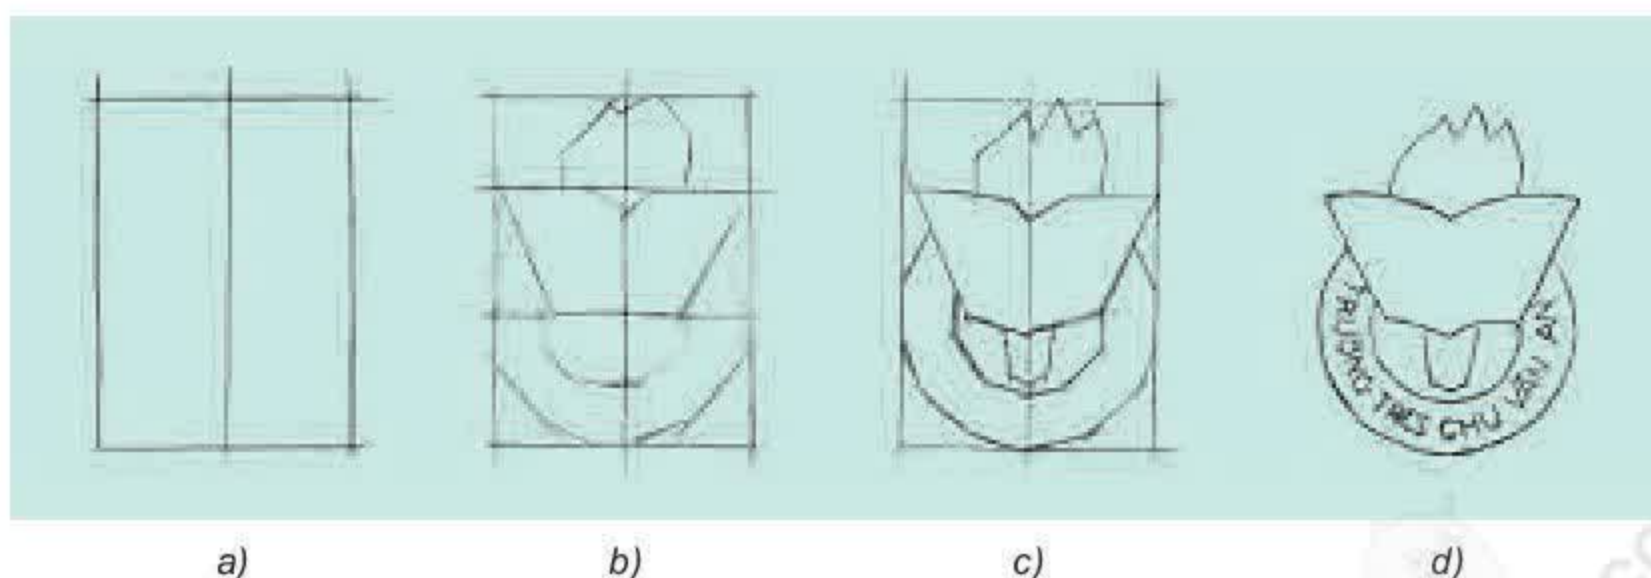 TRƯỜNG THCS CHU VĂN AN
a)
b)
c)
d)